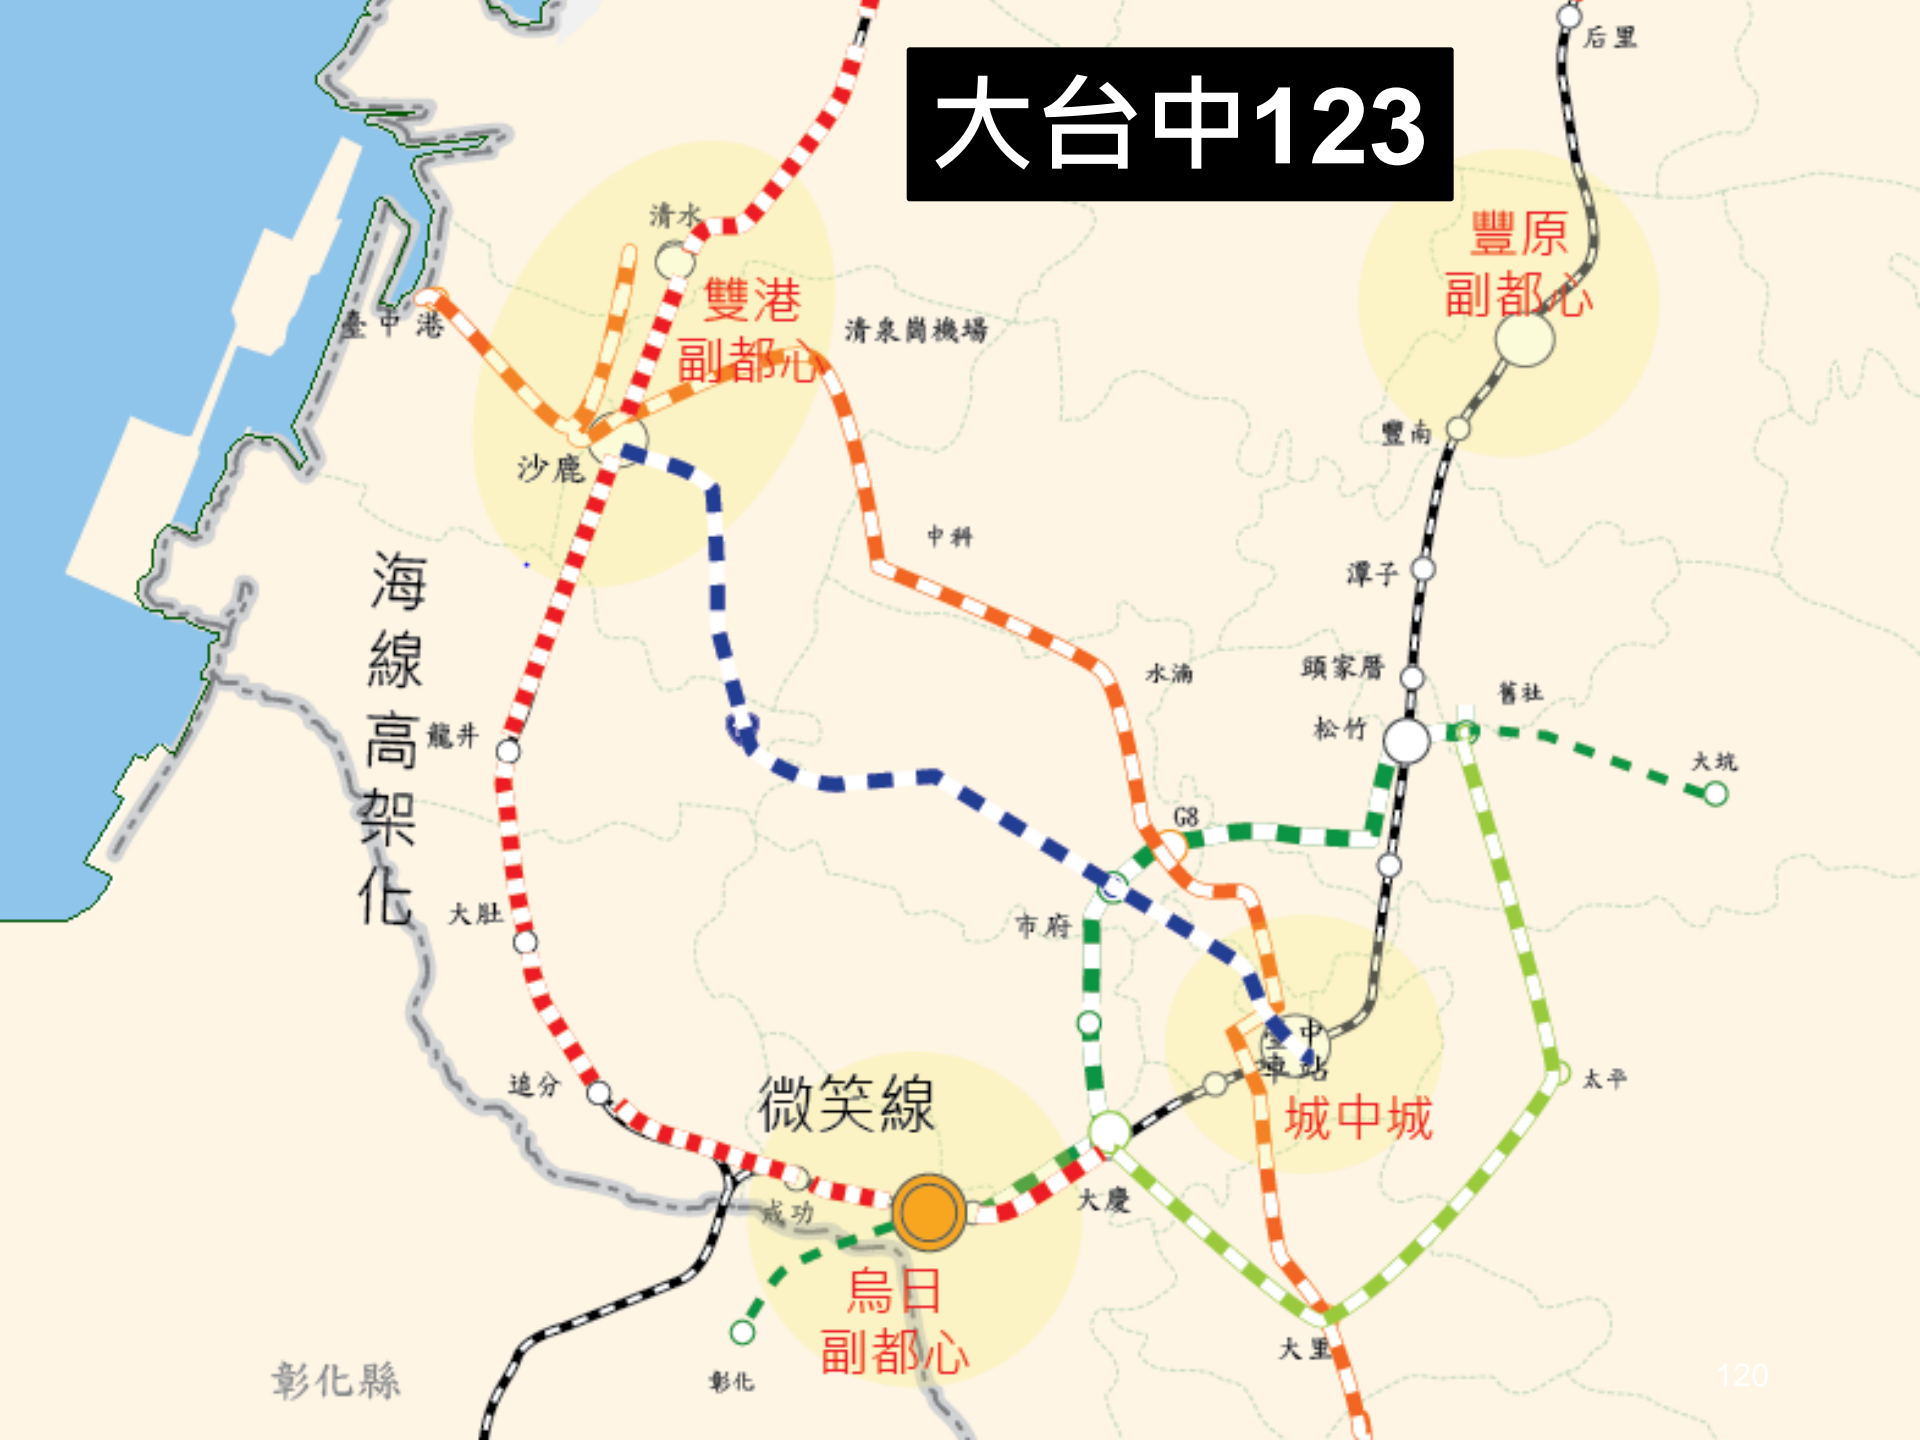 大台中123
后里
清水
豐原
副都心
雙港
副都心
臺中港
清泉崗機場
豐南
沙鹿
中科
潭子
海線高架化
水湳
頭家厝
舊社
松竹
龍井
大坑
G8
大肚
市府
臺中
車站
追分
微笑線
太平
城中城
大慶
成功
烏日
副都心
大里
彰化
彰化縣
120